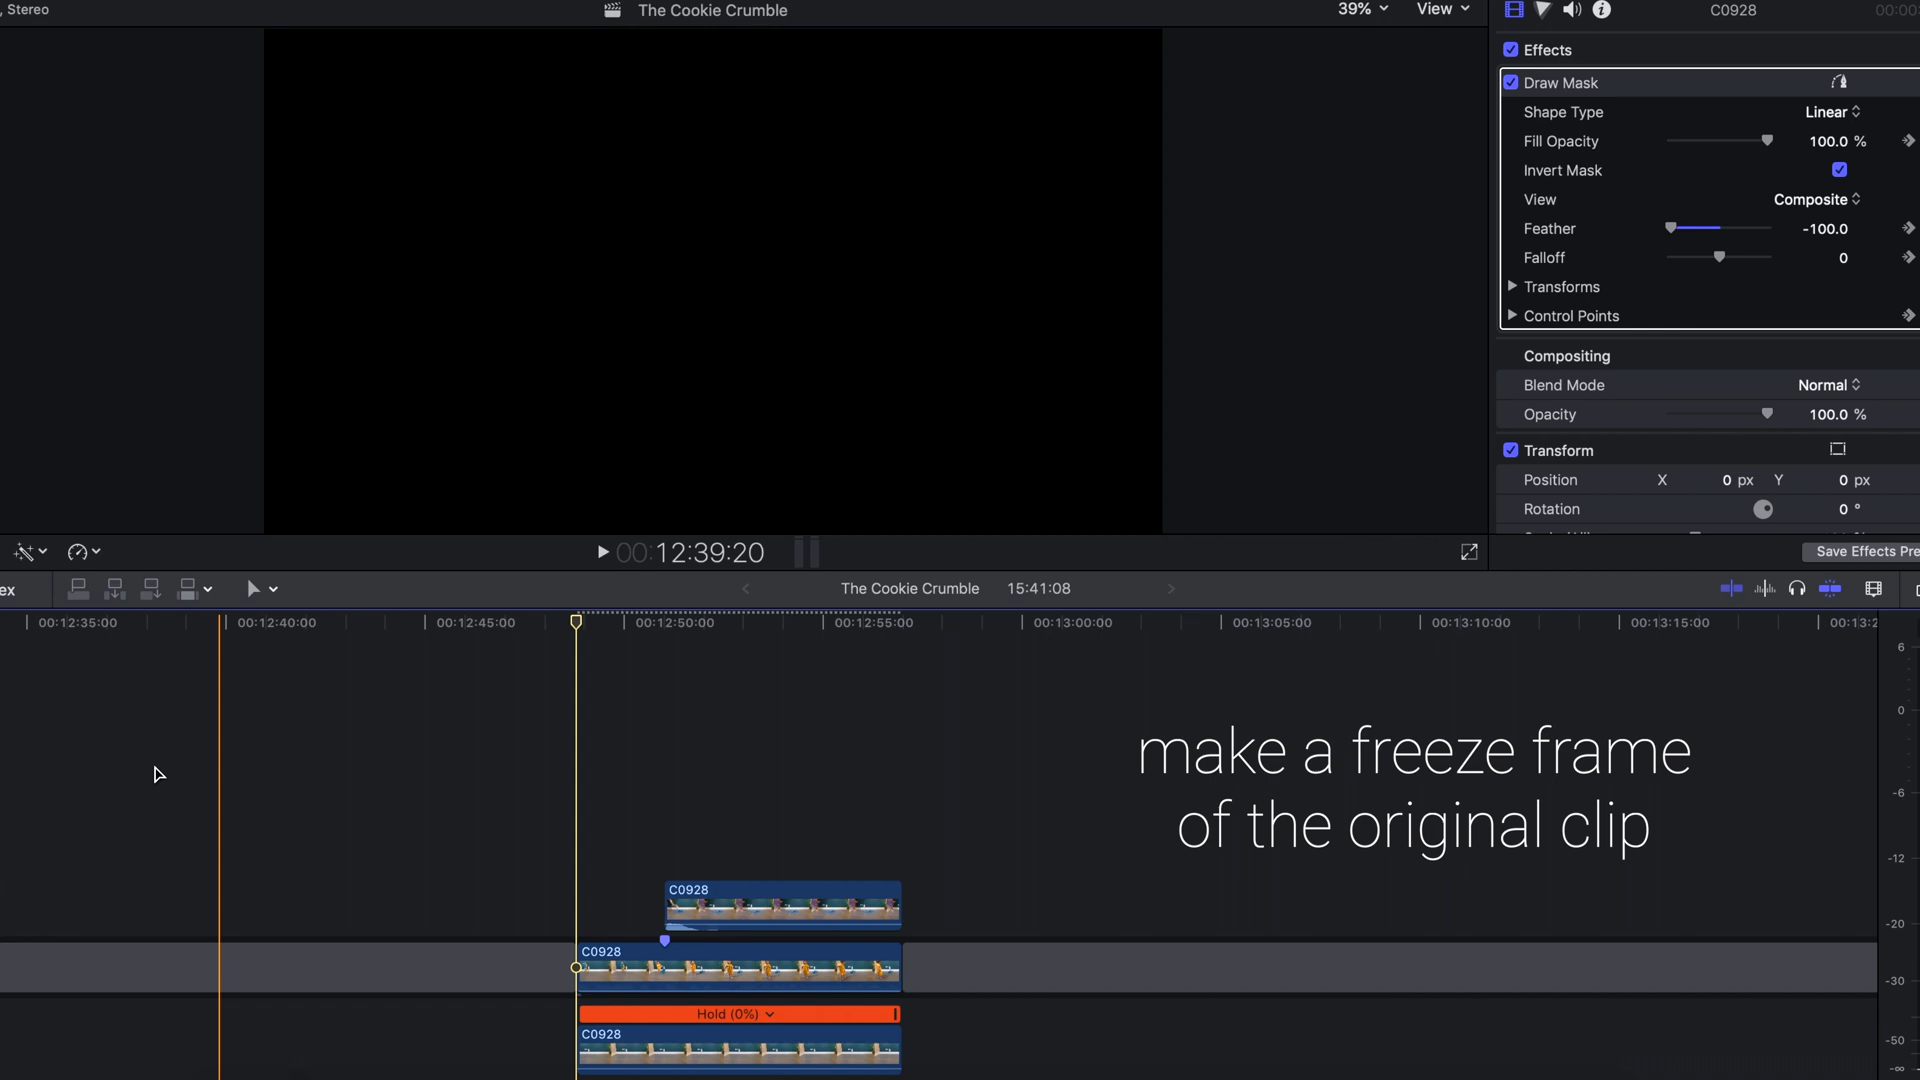 , Stereo
The Cookie Crumble
39%
View
C0928
00:00
Effects
Draw Mask
Shape Type
Linear
Fill Opacity
100.0 %
Invert Mask
View
Composite
Feather
-100.0
Falloff
0
Transforms
Control Points
Compositing
Blend Mode
Normal
Opacity
100.0 %
Transform
Position
X
0 px
Y
0 px
Rotation
0 °
00:12:39:20
Save Effects Pre
ex
The Cookie Crumble
15:41:08
00:12:35:00
00:12:40:00
00:12:45:00
00:12:50:00
00:12:55:00
00:13:00:00
00:13:05:00
00:13:10:00
00:13:15:00
00:13:2
6
0
-6
-12
-20
-30
-50
-∞
make a freeze frame
of the original clip
C0928
C0928
Hold (0%)
C0928